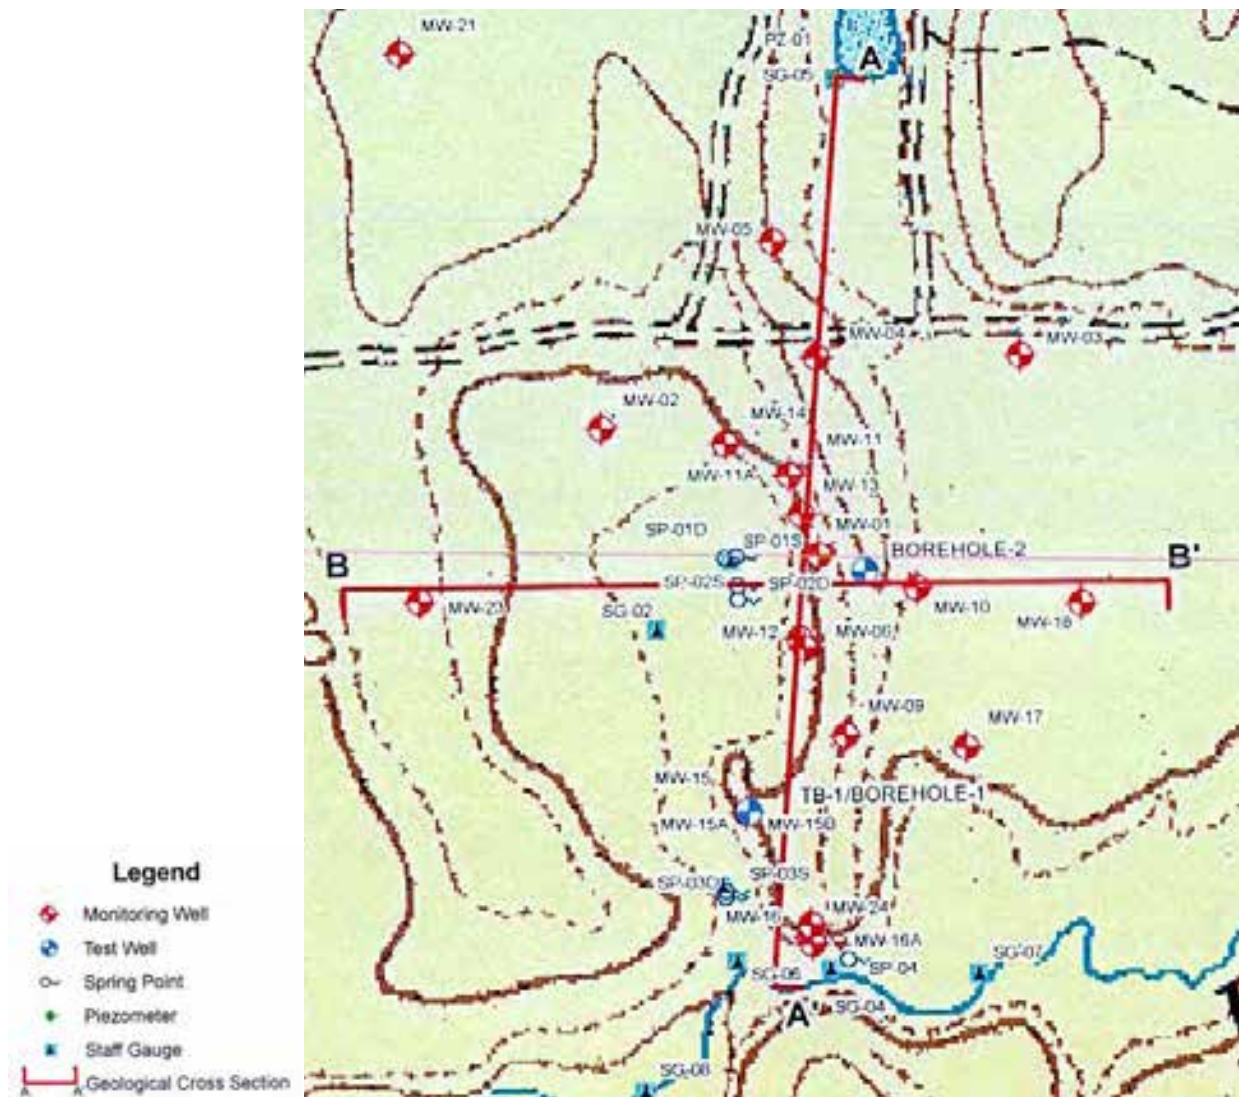 MW-21
PZ-01
A
SG-05
MW-05
MW-04
MW-03
MW-02
MW-14
MW-11
MW-11A
MW-13
SP-01D
SP-01S
MW-01
BOREHOLE-2
B
B'
SP-02S
SP-02D
MW-23
SG-02
MW-10
MW-18
MW-12
MW-06
MW-09
MW-17
MW-15
TB-1/BOREHOLE-1
MW-15A
MW-15B
SP-03S
SP-03D
MW-16
MW-24
MW-16A
SP-04
SG-07
SG-06
SG-04
A'
SG-08
Legend
Monitoring Well
Test Well
Spring Point
Piezometer
Staff Gauge
Geological Cross Section
A A'